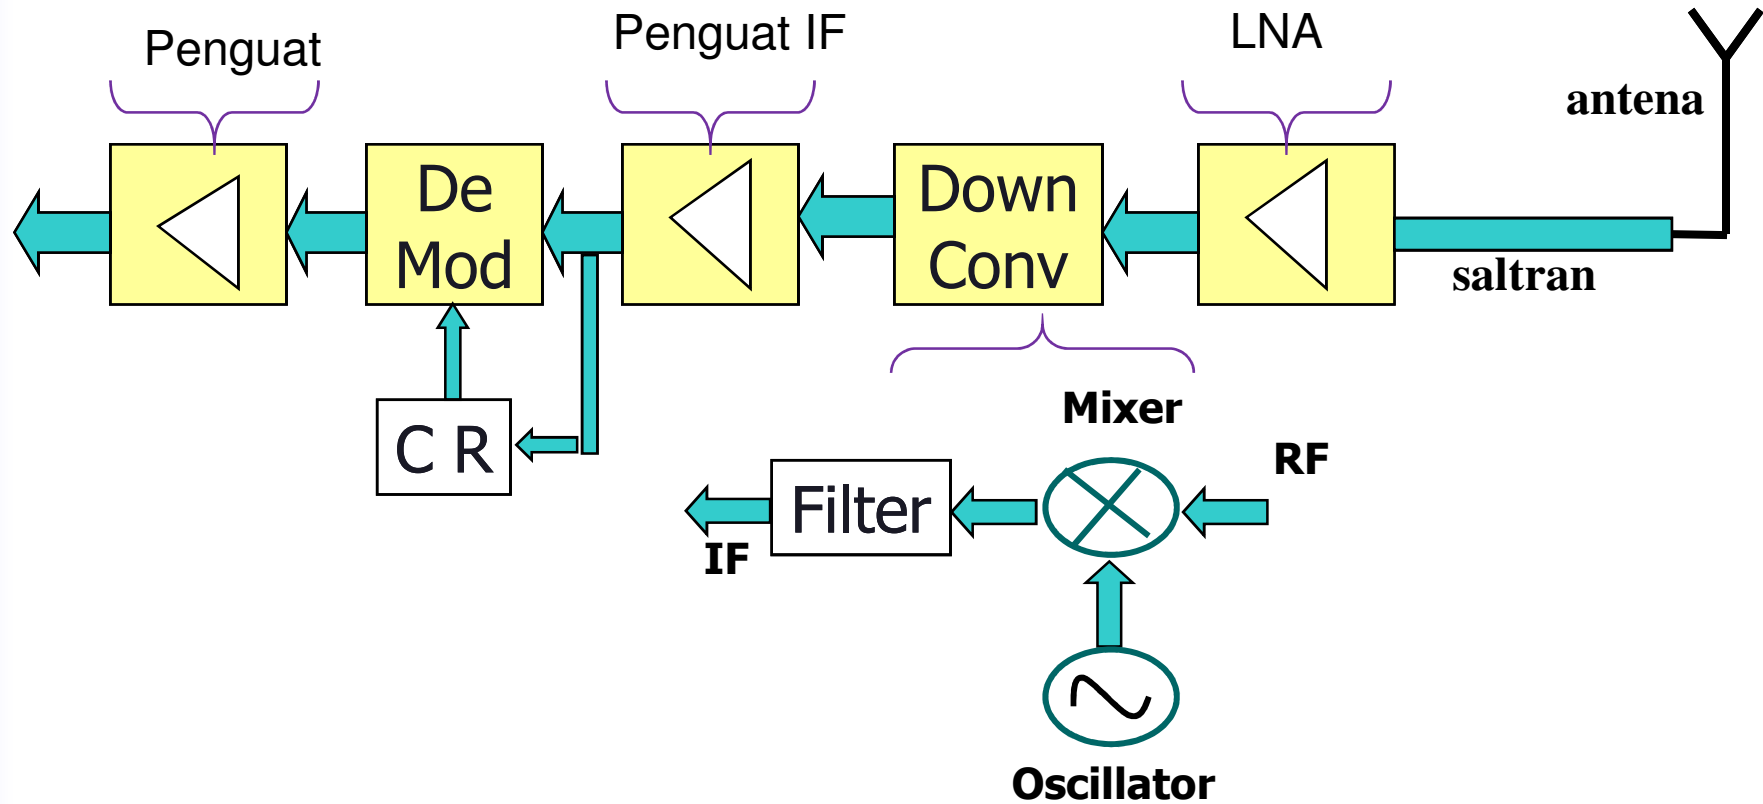 Penguat
Penguat IF
LNA
antena
De
Mod
Down
Conv
saltran
C R
Mixer
RF
Filter
IF
Oscillator